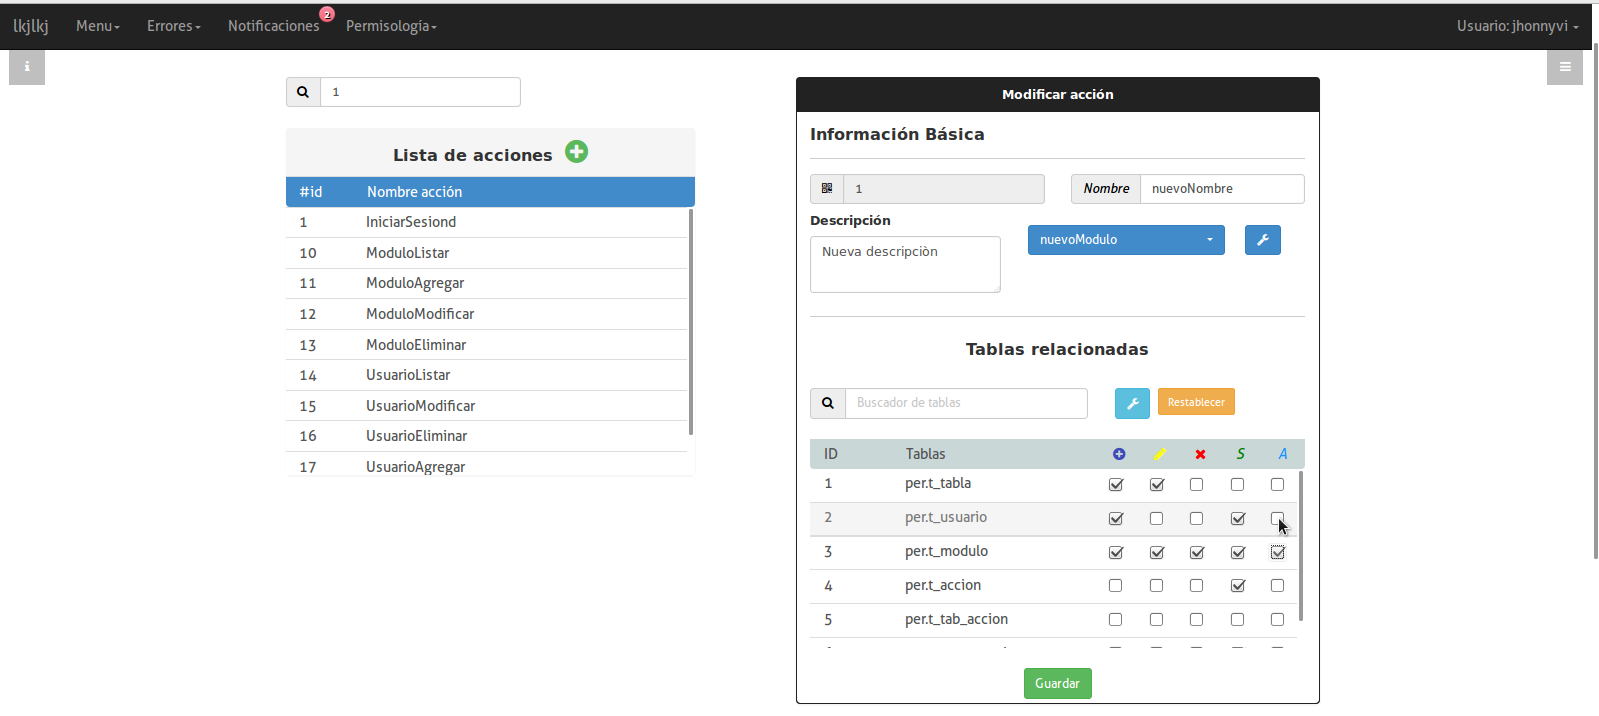 lkjlkj Menu Errores Notificaciones 2 Permisología Usuario: jhonnyvi
1
Lista de acciones
#id Nombre acción
1 IniciarSesiond
10 ModuloListar
11 ModuloAgregar
12 ModuloModificar
13 ModuloEliminar
14 UsuarioListar
15 UsuarioModificar
16 UsuarioEliminar
17 UsuarioAgregar
Modificar acción
Información Básica
1 Nombre nuevoNombre
Descripción
Nueva descripciòn
nuevoModulo
Tablas relacionadas
Buscador de tablas Restablecer
ID Tablas S A
1 per.t_tabla
2 per.t_usuario
3 per.t_modulo
4 per.t_accion
5 per.t_tab_accion
Guardar